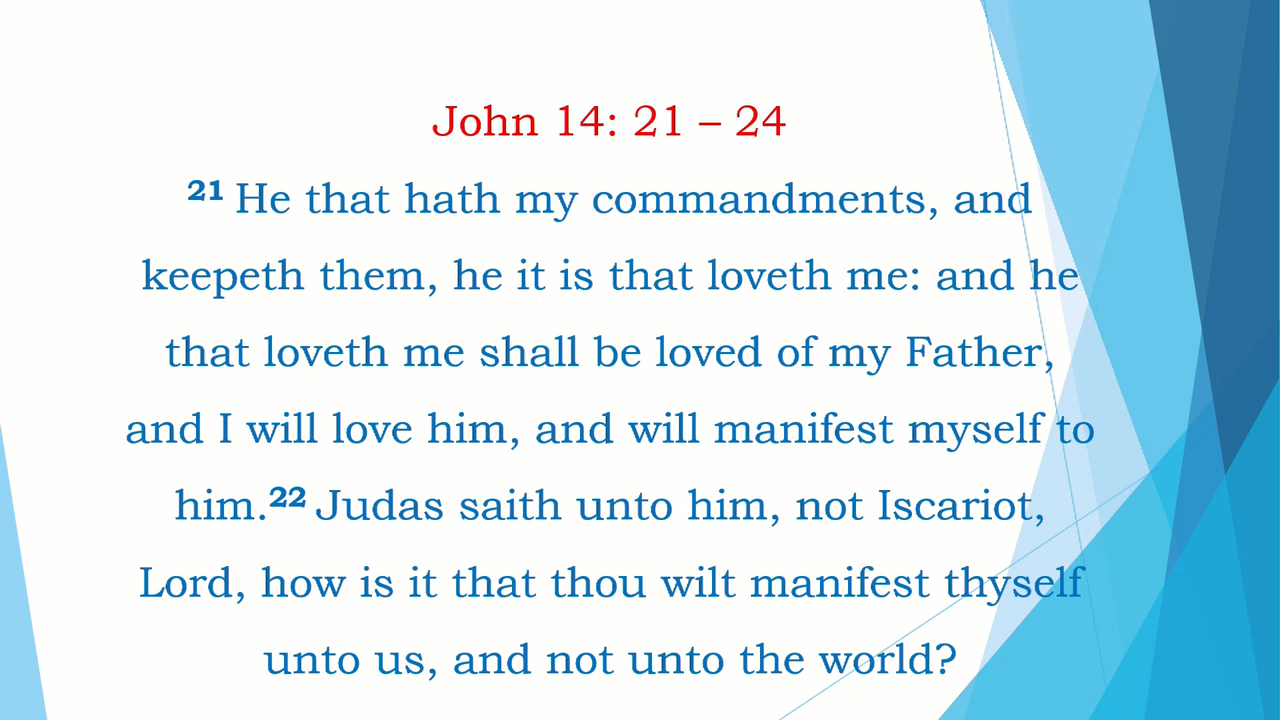 John 14: 21 – 24
21 He that hath my commandments, and
keepeth them, he it is that loveth me: and he
that loveth me shall be loved of my Father,
and I will love him, and will manifest myself to
him.22 Judas saith unto him, not Iscariot,
Lord, how is it that thou wilt manifest thyself
unto us, and not unto the world?